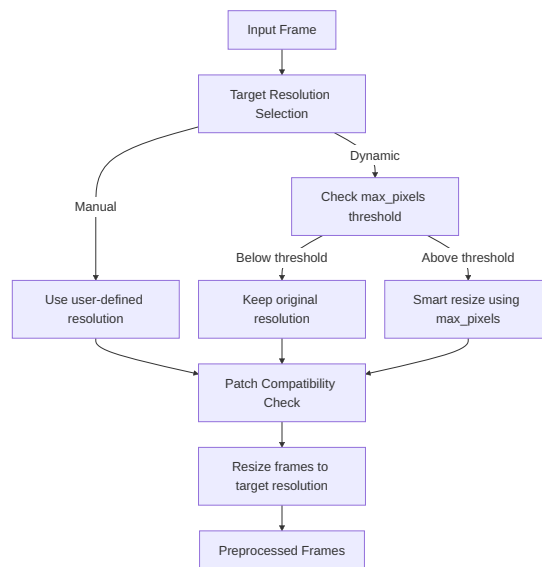 Input Frame
Target Resolution
Selection
Dynamic
Manual
Check max_pixels
threshold
Below threshold
Above threshold
Use user-defined
resolution
Keep original
resolution
Smart resize using
max_pixels
Patch Compatibility
Check
Resize frames to
target resolution
Preprocessed Frames